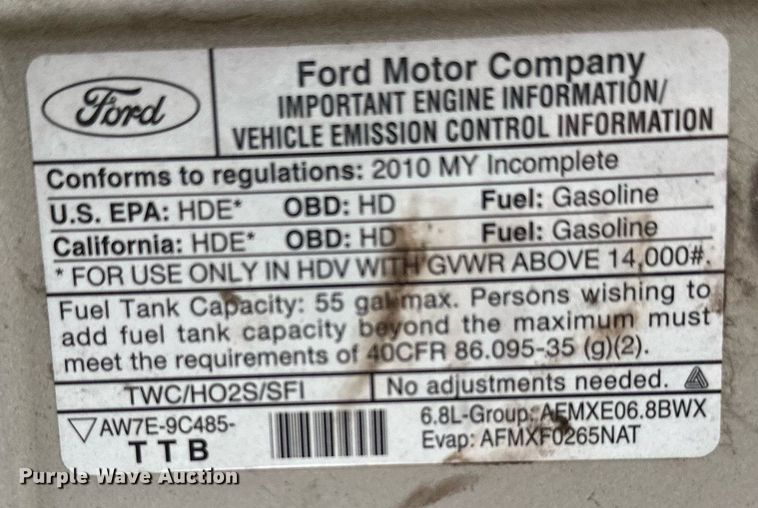 Ford
Ford Motor Company
IMPORTANT ENGINE INFORMATION/
VEHICLE EMISSION CONTROL INFORMATION
Conforms to regulations: 2010 MY Incomplete
U.S. EPA: HDE* OBD: HD Fuel: Gasoline
California: HDE* OBD: HD Fuel: Gasoline
* FOR USE ONLY IN HDV WITH GVWR ABOVE 14,000#.
Fuel Tank Capacity: 55 gal max. Persons wishing to
add fuel tank capacity beyond the maximum must
meet the requirements of 40CFR 86.095-35 (g)(2).
TWC/HO2S/SFI No adjustments needed.
AW7E-9C485-
TTB
6.8L-Group: AFMXE06.8BWX
Evap: AFMXF0265NAT
Purple Wave Auction